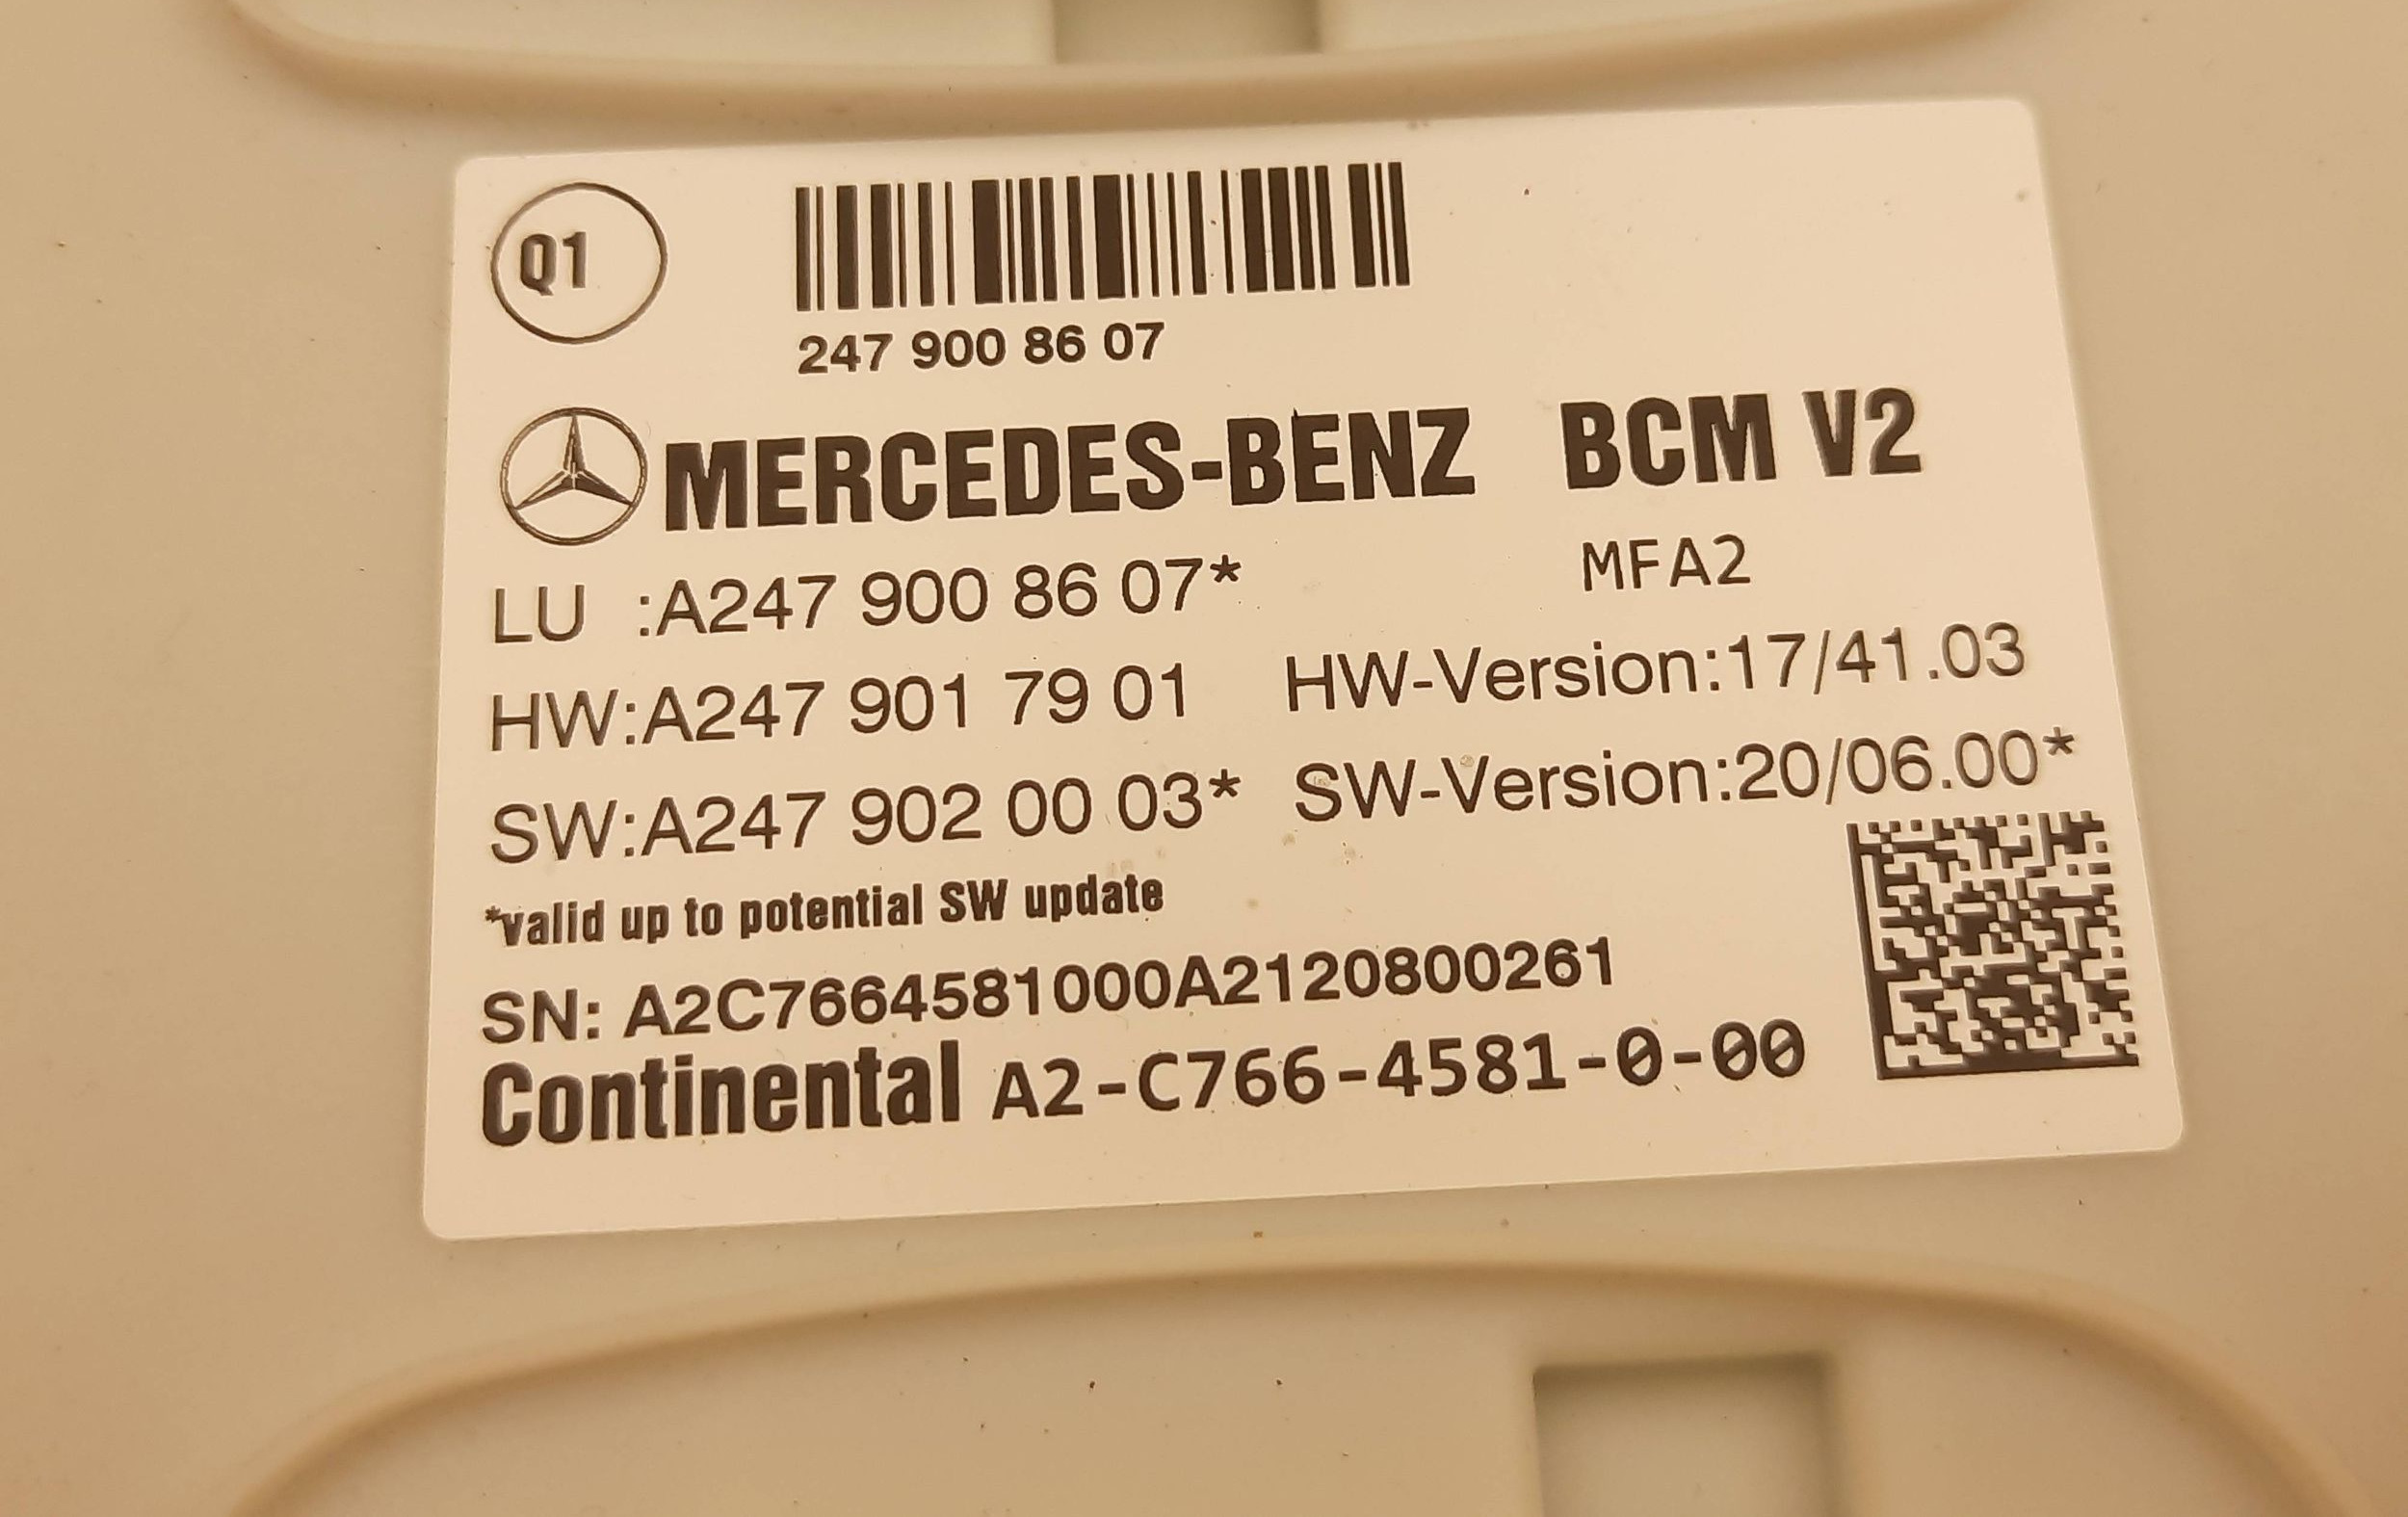 Q1
247 900 86 07
MERCEDES-BENZ BCM V2
MFA2
LU :A247 900 86 07*
HW:A247 901 79 01 HW-Version:17/41.03
SW:A247 902 00 03* SW-Version:20/06.00*
*valid up to potential SW update
SN: A2C7664581000A2120800261
Continental A2-C766-4581-0-00